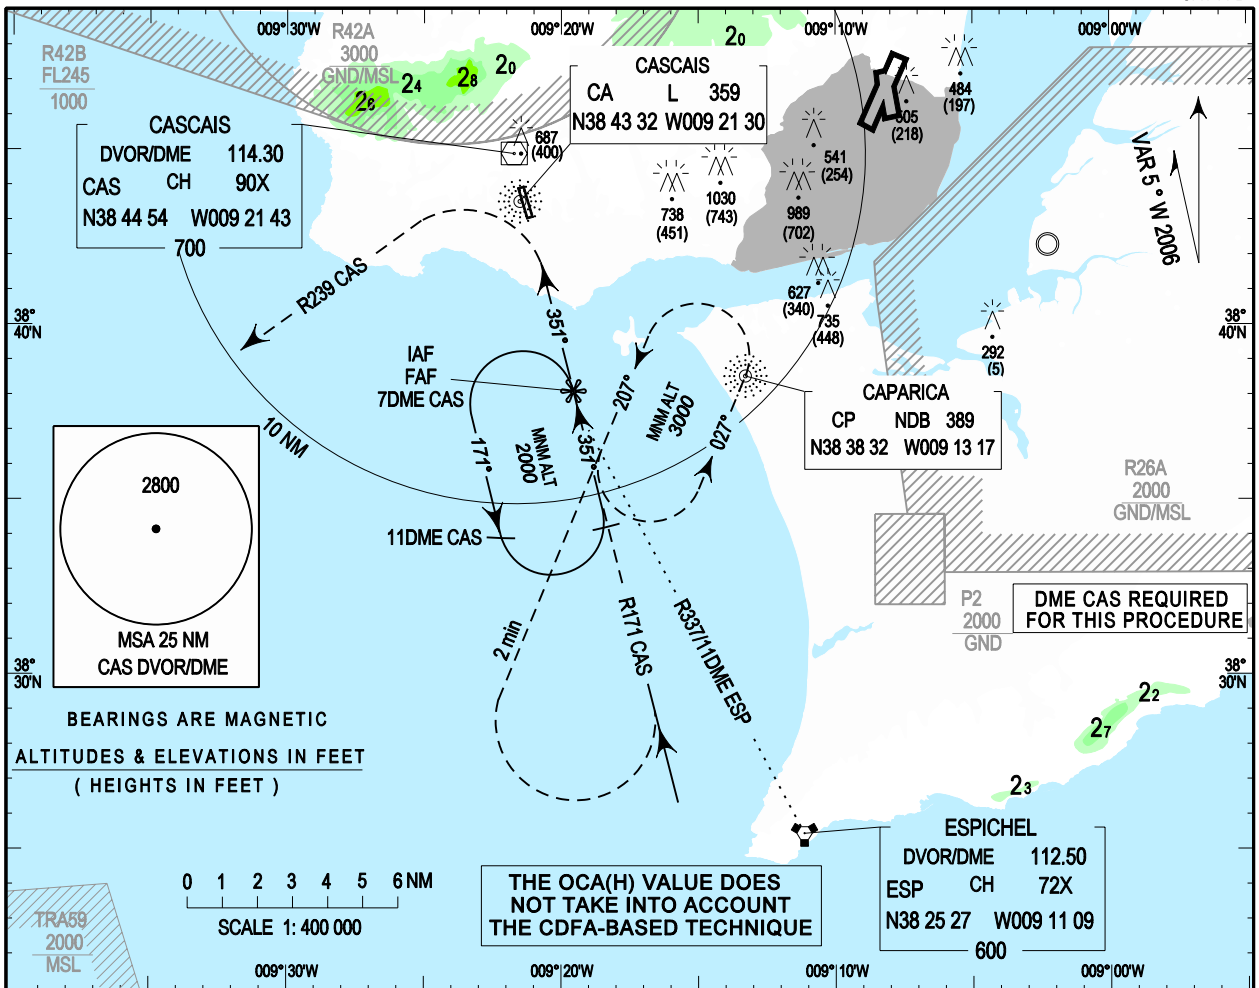 009°30'W
009°20'W
009°10'W
009°00'W
R42B
FL245
1000
R42A
3000
GND/MSL
2₆
2₄
2₈
2₀
2₀
CASCAIS
CA L 359
N38 43 32 W009 21 30
CASCAIS
DVOR/DME 114.30
CAS CH 90X
N38 44 54 W009 21 43
700
687
(400)
738
(451)
1030
(743)
541
(254)
989
(702)
505
(218)
484
(197)
627
(340)
735
(448)
292
(5)
VAR 5° W 2006
38°
40'N
38°
40'N
R239 CAS
351°
IAF
FAF
7DME CAS
207°
MNM ALT
3000
027°
CAPARICA
CP NDB 389
N38 38 32 W009 13 17
10 NM
171°
MNM ALT
2000
351°
11DME CAS
2800
MSA 25 NM
CAS DVOR/DME
R26A
2000
GND/MSL
P2
2000
GND
DME CAS REQUIRED
FOR THIS PROCEDURE
2 min
R171 CAS
R337/11DME ESP
38°
30'N
38°
30'N
BEARINGS ARE MAGNETIC
ALTITUDES & ELEVATIONS IN FEET
( HEIGHTS IN FEET )
2₂
2₇
2₃
ESPICHEL
DVOR/DME 112.50
ESP CH 72X
N38 25 27 W009 11 09
600
0 1 2 3 4 5 6 NM
SCALE 1: 400 000
THE OCA(H) VALUE DOES
NOT TAKE INTO ACCOUNT
THE CDFA-BASED TECHNIQUE
TRA59
2000
MSL
009°30'W
009°20'W
009°10'W
009°00'W